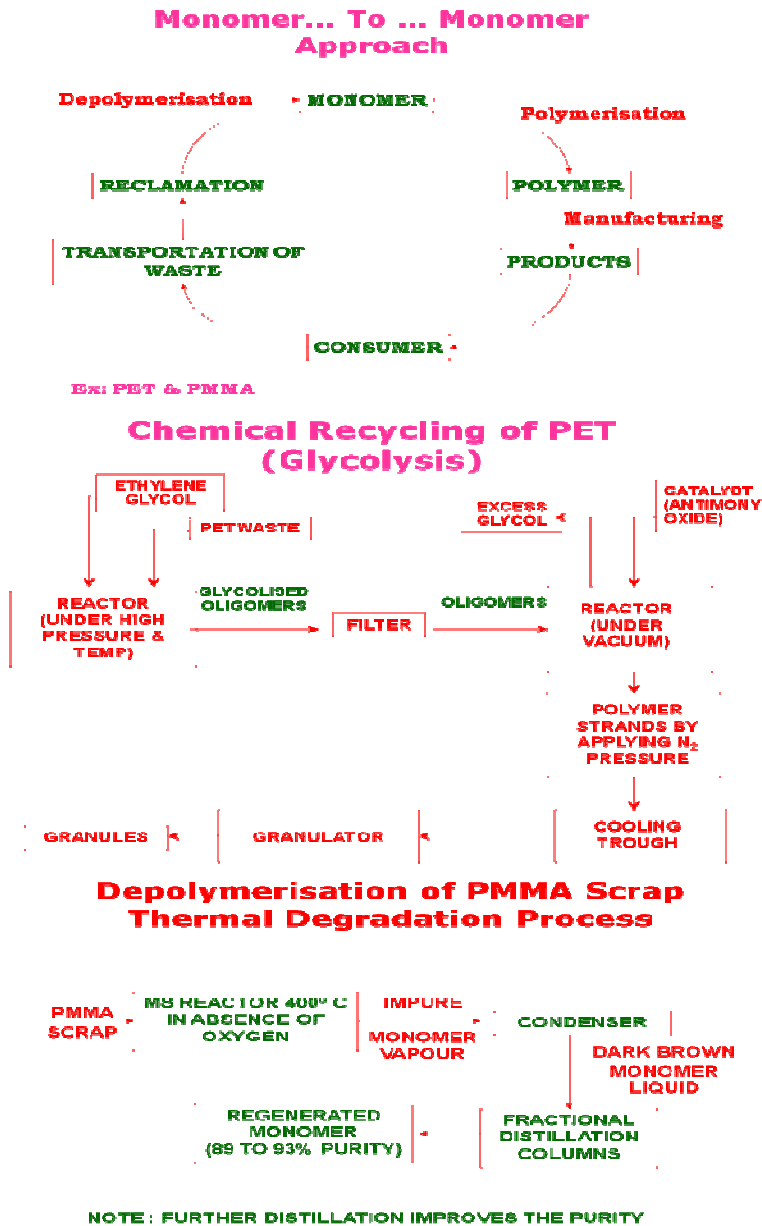 Monomer... To ... Monomer
Approach
Depolymerisation
MONOMER
Polymerisation
RECLAMATION
POLYMER
Manufacturing
TRANSPORTATION OF
WASTE
PRODUCTS
CONSUMER
Ex: PET & PMMA
Chemical Recycling of PET
(Glycolysis)
ETHYLENE
GLYCOL
PETWASTE
EXCESS
GLYCOL
CATALYDT
(ANTIMONY
OXIDE)
REACTOR
(UNDER HIGH
PRESSURE &
TEMP)
GLYCOLISED
OLIGOMERS
FILTER
OLIGOMERS
REACTOR
(UNDER
VACUUM)
POLYMER
STRANDS BY
APPLYING N₂
PRESSURE
COOLING
TROUGH
GRANULATOR
GRANULES
Depolymerisation of PMMA Scrap
Thermal Degradation Process
PMMA
SCRAP
MS REACTOR 400º C
IN ABSENCE OF
OXYGEN
IMPURE
MONOMER
VAPOUR
CONDENSER
DARK BROWN
MONOMER
LIQUID
FRACTIONAL
DISTILLATION
COLUMNS
REGENERATED
MONOMER
(89 TO 93% PURITY)
NOTE : FURTHER DISTILLATION IMPROVES THE PURITY